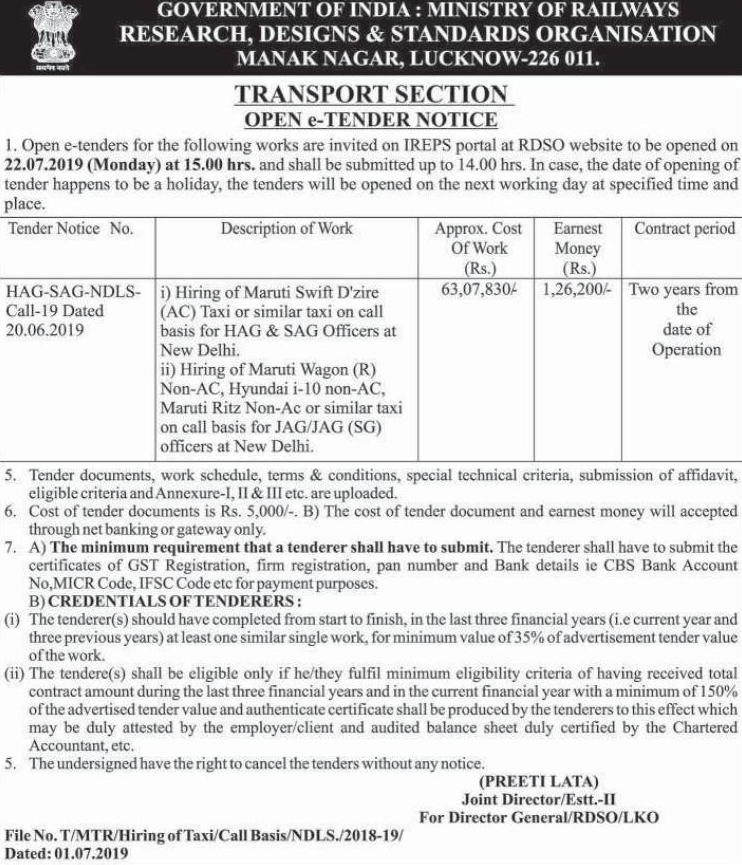 GOVERNMENT OF INDIA : MINISTRY OF RAILWAYS
RESEARCH, DESIGNS & STANDARDS ORGANISATION
MANAK NAGAR, LUCKNOW-226 011.
सत्यमेव जयते
TRANSPORT SECTION
OPEN e-TENDER NOTICE
1. Open e-tenders for the following works are invited on IREPS portal at RDSO website to be opened on
22.07.2019 (Monday) at 15.00 hrs. and shall be submitted up to 14.00 hrs. In case, the date of opening of
tender happens to be a holiday, the tenders will be opened on the next working day at specified time and
place.
Tender Notice No.
Description of Work
Approx. Cost
Of Work
(Rs.)
Earnest
Money
(Rs.)
Contract period
HAG-SAG-NDLS-
Call-19 Dated
20.06.2019
i) Hiring of Maruti Swift D'zire
(AC) Taxi or similar taxi on call
basis for HAG & SAG Officers at
New Delhi.
ii) Hiring of Maruti Wagon (R)
Non-AC, Hyundai i-10 non-AC,
Maruti Ritz Non-Ac or similar taxi
on call basis for JAG/JAG (SG)
officers at New Delhi.
63,07,830/-
1,26,200/-
Two years from
the
date of
Operation
5. Tender documents, work schedule, terms & conditions, special technical criteria, submission of affidavit,
eligible criteria and Annexure-I, II & III etc. are uploaded.
6. Cost of tender documents is Rs. 5,000/-. B) The cost of tender document and earnest money will accepted
through net banking or gateway only.
7. A) The minimum requirement that a tenderer shall have to submit. The tenderer shall have to submit the
certificates of GST Registration, firm registration, pan number and Bank details ie CBS Bank Account
No,MICR Code, IFSC Code etc for payment purposes.
B) CREDENTIALS OF TENDERERS :
(i) The tenderer(s) should have completed from start to finish, in the last three financial years (i.e current year and
three previous years) at least one similar single work, for minimum value of 35% of advertisement tender value
of the work.
(ii) The tendere(s) shall be eligible only if he/they fulfil minimum eligibility criteria of having received total
contract amount during the last three financial years and in the current financial year with a minimum of 150%
of the advertised tender value and authenticate certificate shall be produced by the tenderers to this effect which
may be duly attested by the employer/client and audited balance sheet duly certified by the Chartered
Accountant, etc.
5. The undersigned have the right to cancel the tenders without any notice.
(PREETI LATA)
Joint Director/Estt.-II
For Director General/RDSO/LKO
File No. T/MTR/Hiring of Taxi/Call Basis/NDLS./2018-19/
Dated: 01.07.2019